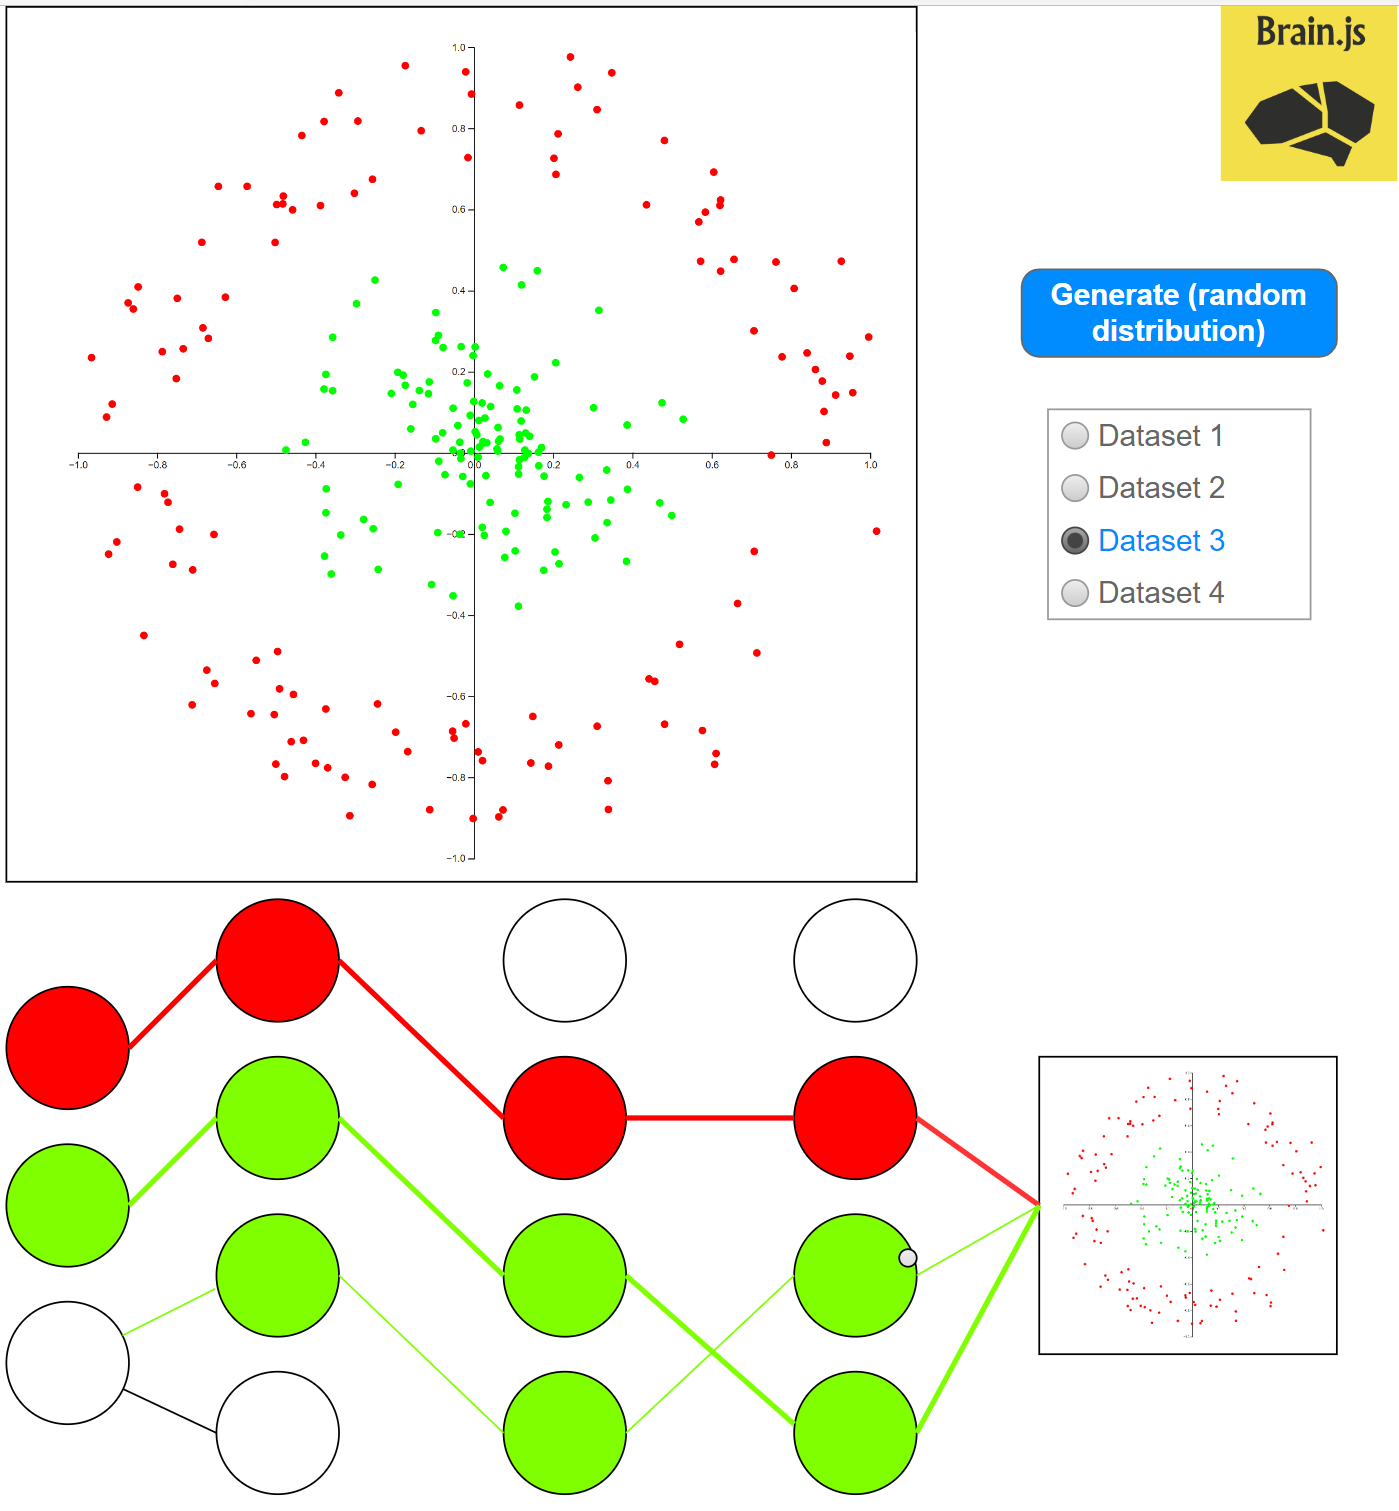 Brain.js
1.0
0.8
0.6
0.4
0.2
−1.0 −0.8 −0.6 −0.4 −0.2 0.0 0.2 0.4 0.6 0.8 1.0
−0.2
−0.4
−0.6
−0.8
−1.0
Generate (random
distribution)
Dataset 1
Dataset 2
Dataset 3
Dataset 4